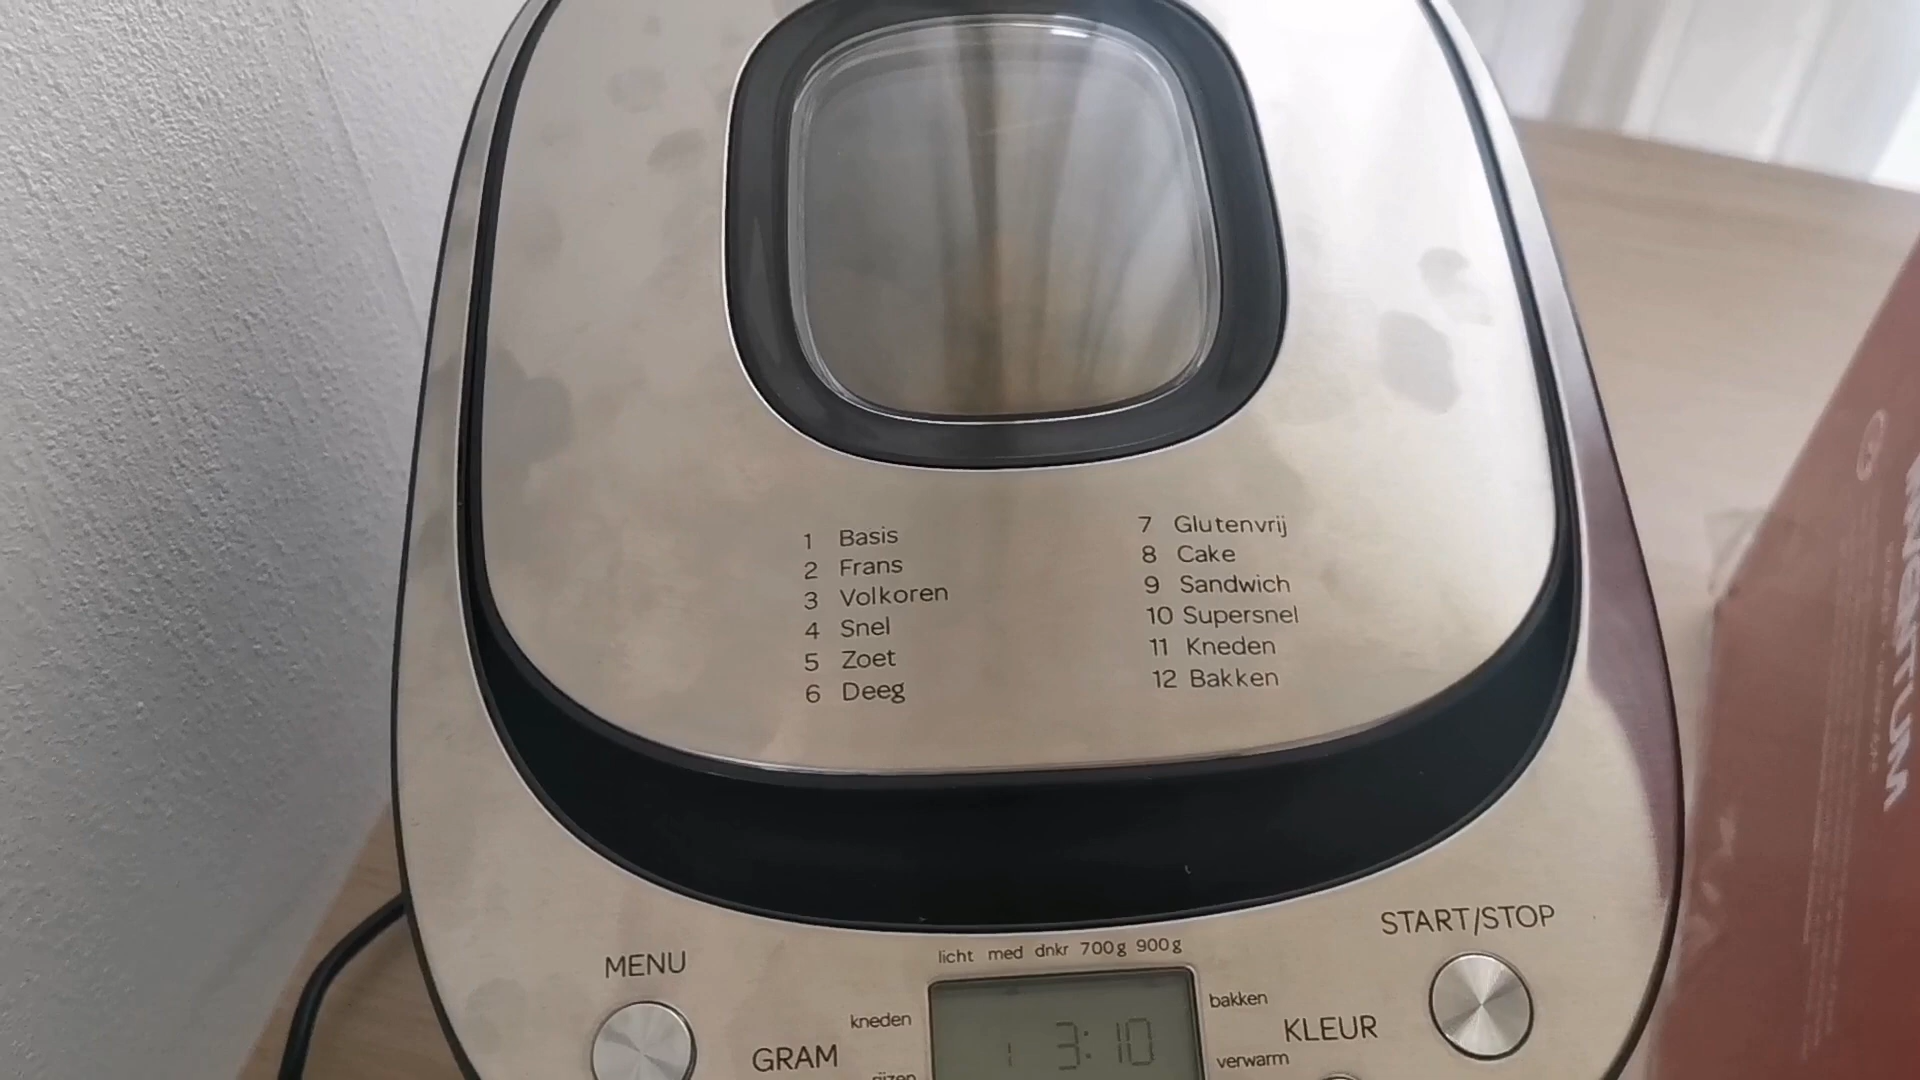 1 Basis
2 Frans
3 Volkoren
4 Snel
5 Zoet
6 Deeg
7 Glutenvrij
8 Cake
9 Sandwich
10 Supersnel
11 Kneden
12 Bakken
START/STOP
MENU
licht med dnkr 700g 900g
kneden
bakken
GRAM
1 3:10
KLEUR
verwarm
rijzen